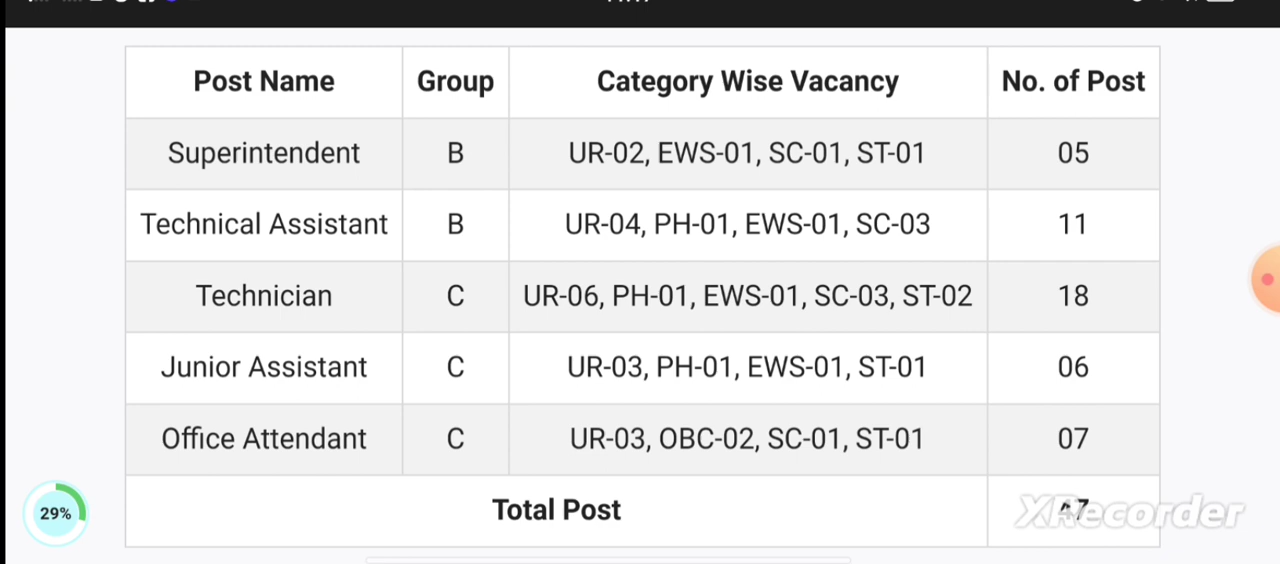 Post Name Group Category Wise Vacancy No. of Post
Superintendent B UR-02, EWS-01, SC-01, ST-01 05
Technical Assistant B UR-04, PH-01, EWS-01, SC-03 11
Technician C UR-06, PH-01, EWS-01, SC-03, ST-02 18
Junior Assistant C UR-03, PH-01, EWS-01, ST-01 06
Office Attendant C UR-03, OBC-02, SC-01, ST-01 07
Total Post 47
29%
XRecorder